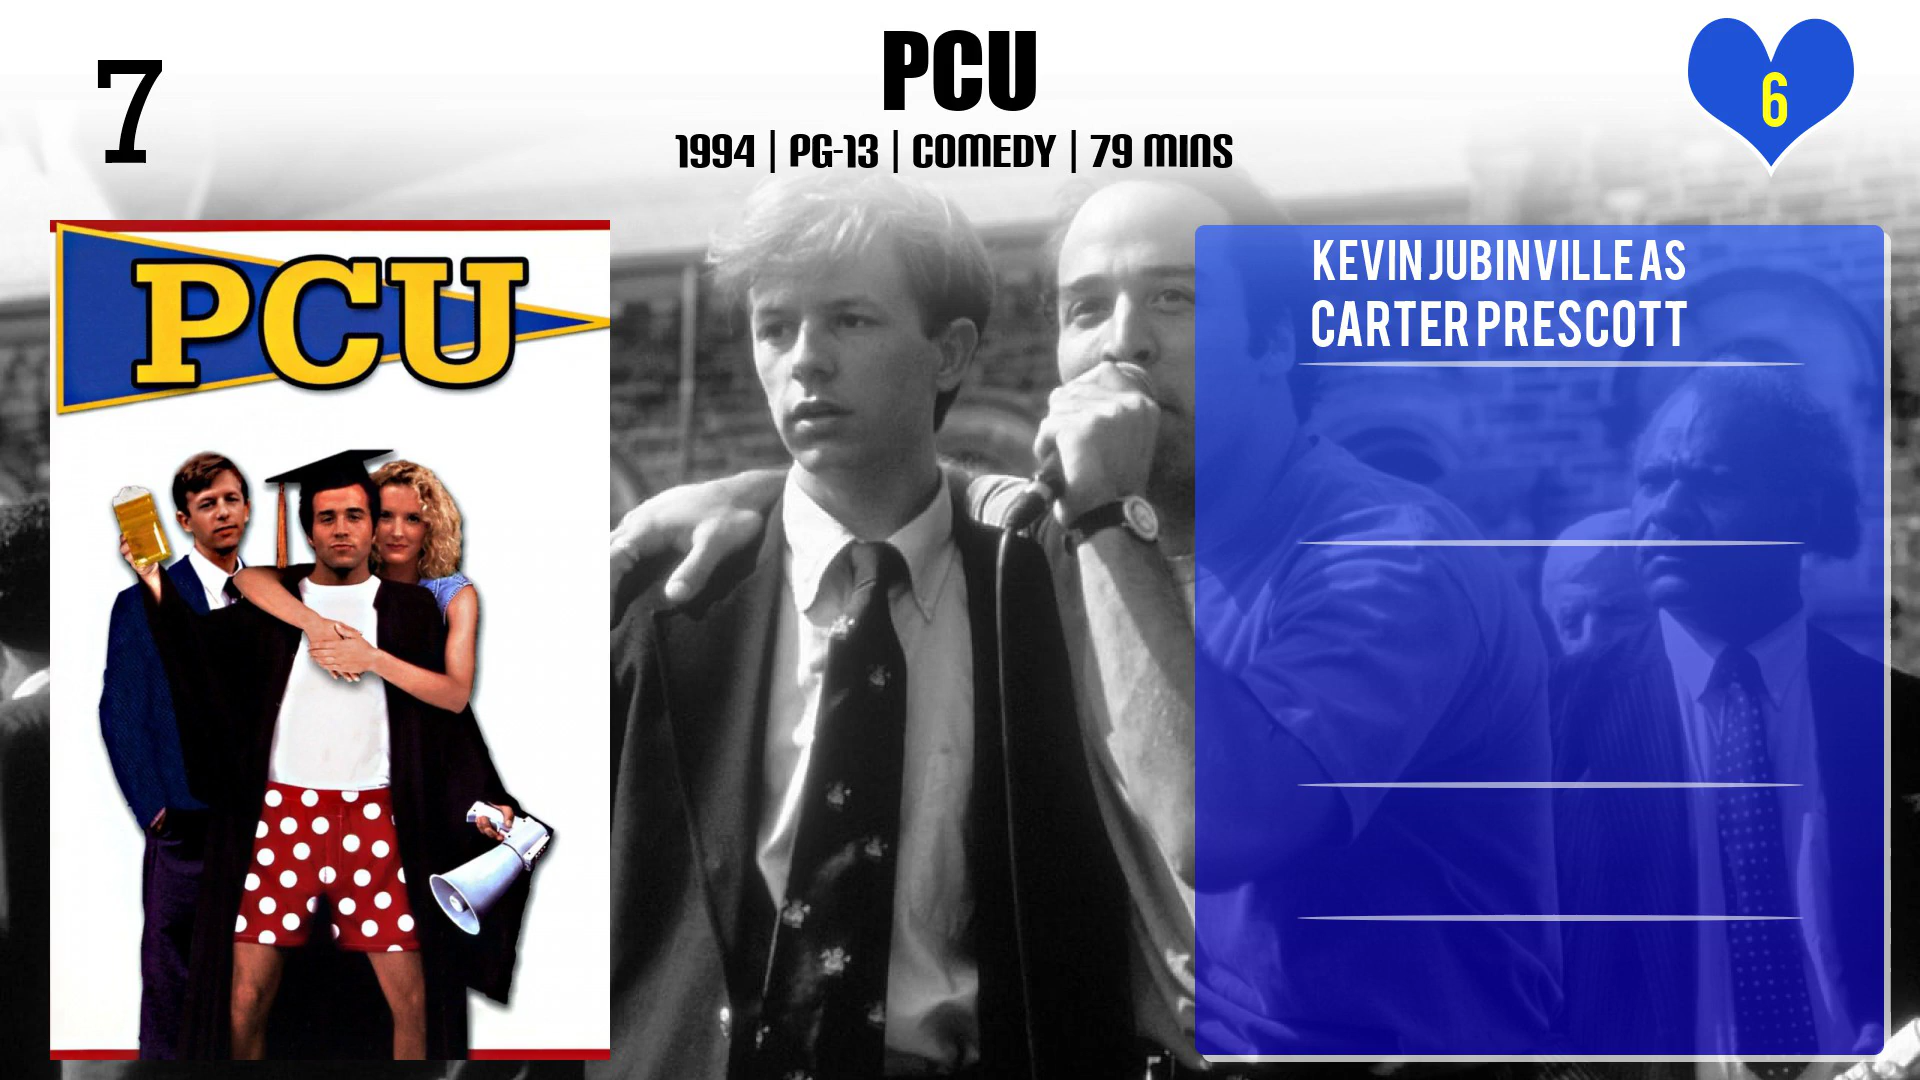 7
PCU
1994 | PG-13 | COMEDY | 79 MINS
6
PCU
KEVIN JUBINVILLE AS
CARTER PRESCOTT